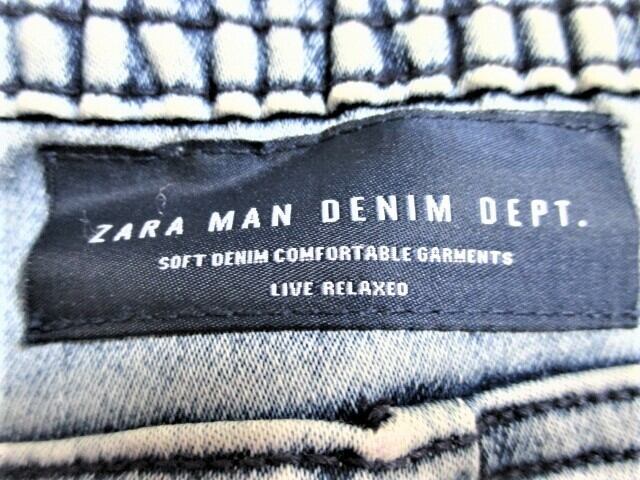 ZARA MAN DENIM DEPT.
SOFT DENIM COMFORTABLE GARMENTS
LIVE RELAXED